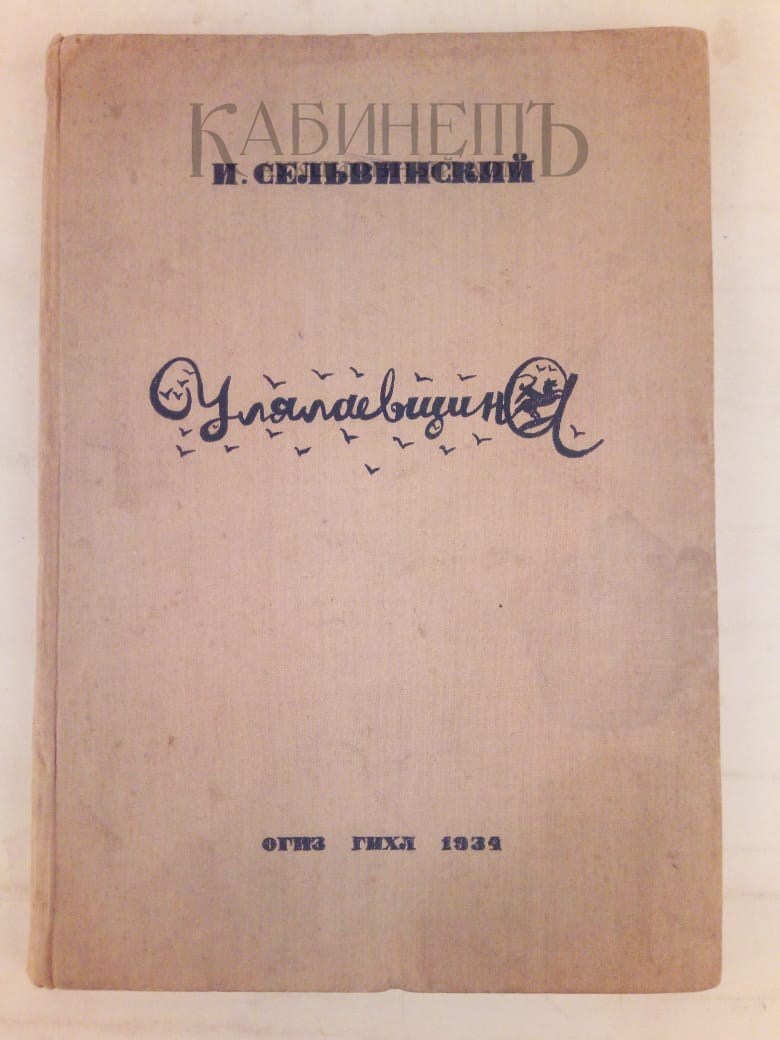 КАБИНЕТЪ
И. СЕЛЬВИНСКИЙ
Улялаевщина
ОГИЗ ГИХЛ 1934